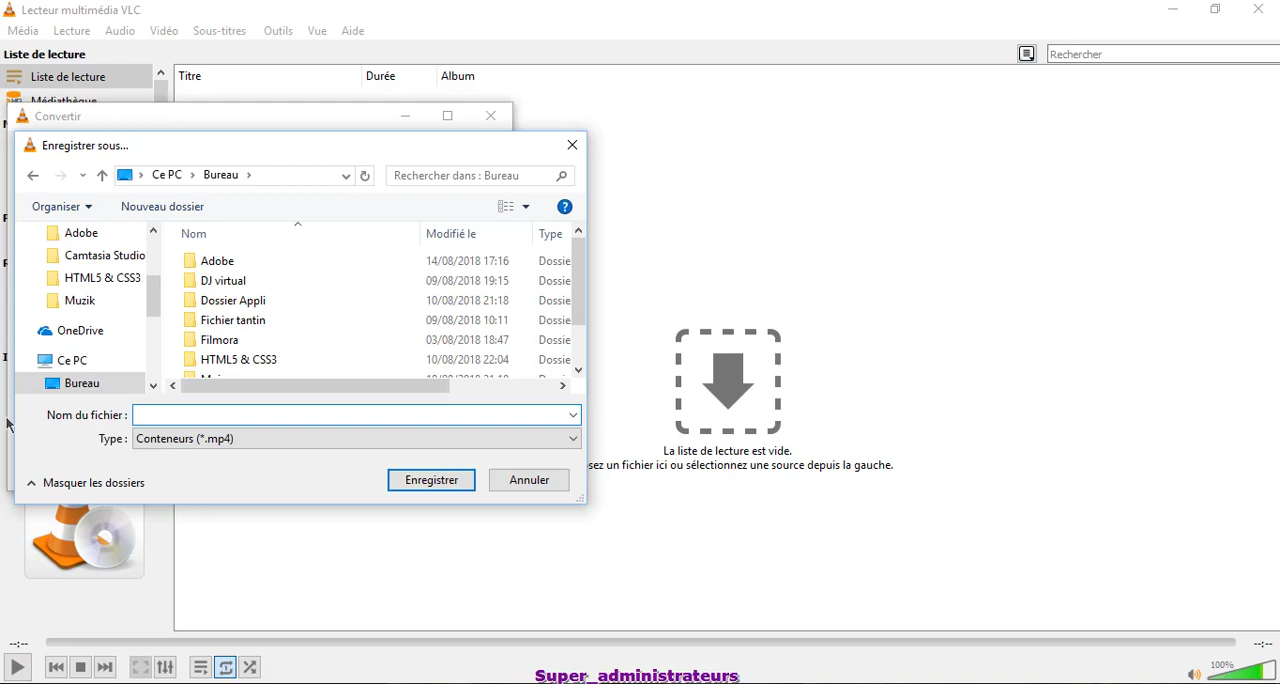 Lecteur multimédia VLC
Média Lecture Audio Vidéo Sous-titres Outils Vue Aide
Liste de lecture
Rechercher
Liste de lecture
Titre Durée Album
Médiathèque
Convertir
Enregistrer sous...
Ce PC Bureau
Rechercher dans : Bureau
Organiser Nouveau dossier
Nom Modifié le Type
Adobe
Camtasia Studio
HTML5 & CSS3
Muzik
OneDrive
Ce PC
Bureau
Adobe 14/08/2018 17:16 Dossie
DJ virtual 09/08/2018 19:15 Dossie
Dossier Appli 10/08/2018 21:18 Dossie
Fichier tantin 09/08/2018 10:11 Dossie
Filmora 03/08/2018 18:47 Dossie
HTML5 & CSS3 10/08/2018 22:04 Dossie
Nom du fichier :
Type : Conteneurs (*.mp4)
Masquer les dossiers
Enregistrer
Annuler
La liste de lecture est vide.
sez un fichier ici ou sélectionnez une source depuis la gauche.
--:-- --:--
100%
Super_administrateurs